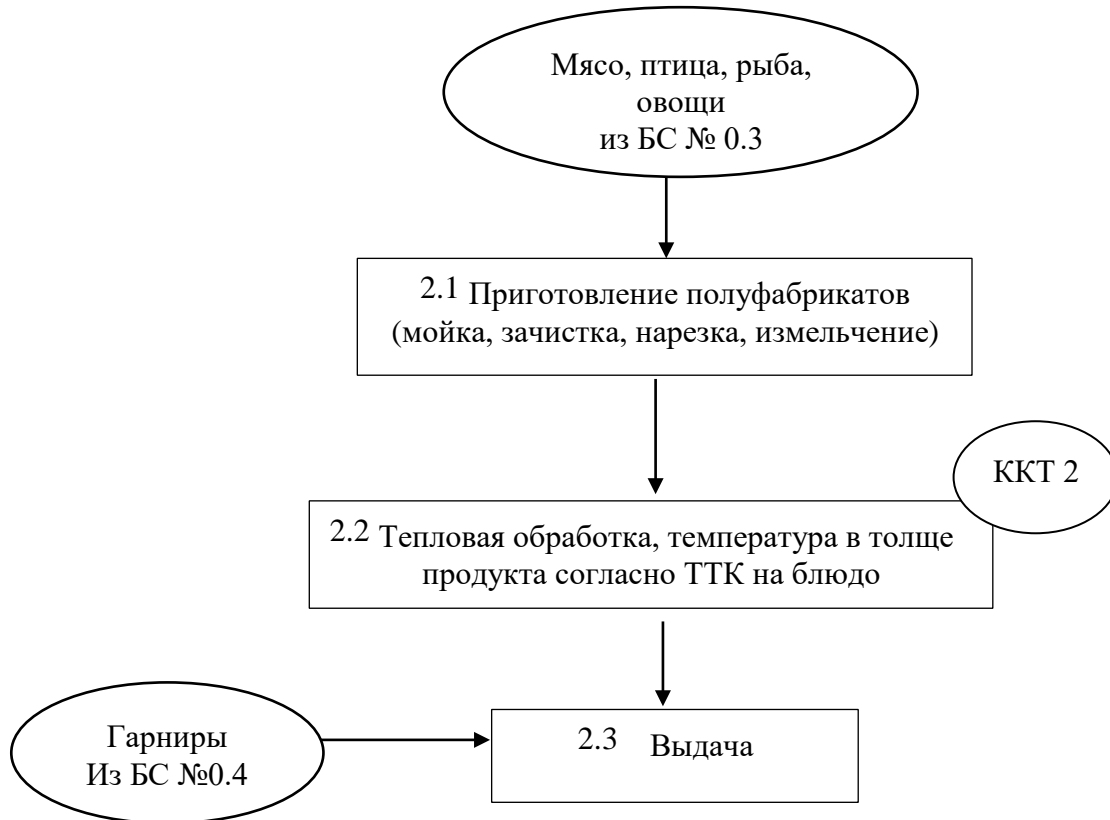 Мясо, птица, рыба,
овощи
из БС № 0.3
2.1 Приготовление полуфабрикатов
(мойка, зачистка, нарезка, измельчение)
ККТ 2
2.2 Тепловая обработка, температура в толще
продукта согласно ТТК на блюдо
Гарниры
Из БС №0.4
2.3 Выдача